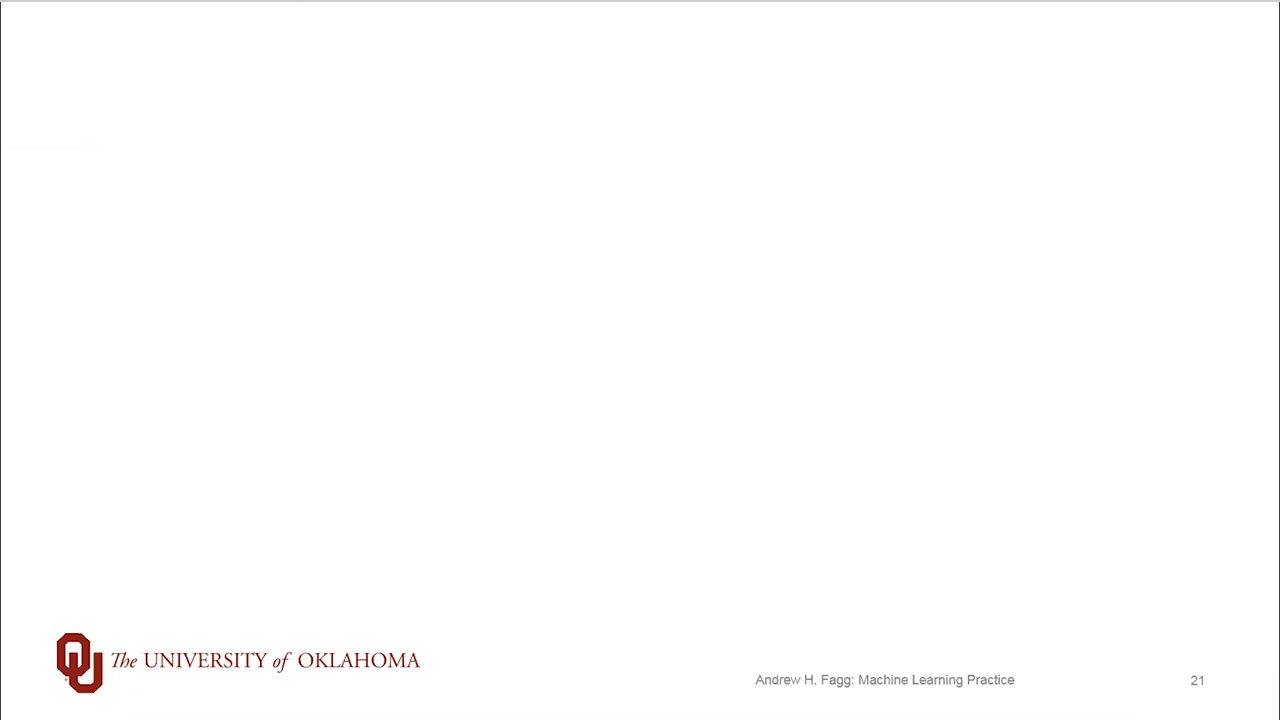 The UNIVERSITY of OKLAHOMA
Andrew H. Fagg: Machine Learning Practice
21